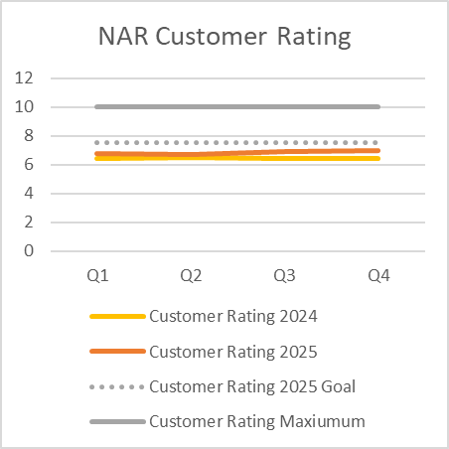 NAR Customer Rating
12
10
8
6
4
2
0
Q1 Q2 Q3 Q4
Customer Rating 2024
Customer Rating 2025
Customer Rating 2025 Goal
Customer Rating Maxiumum